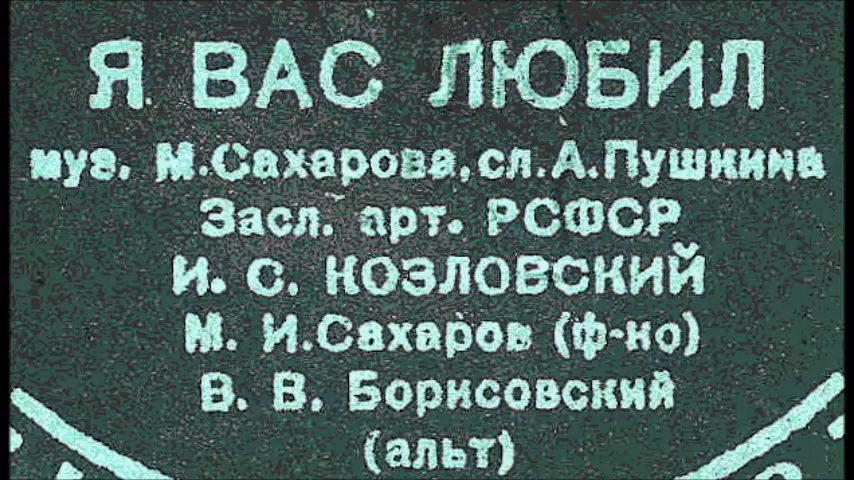 Я ВАС ЛЮБИЛ
муз. М.Сахарова, сл. А.Пушкина
Засл. арт. РСФСР
И. С. КОЗЛОВСКИЙ
М. И.Сахаров (ф-но)
В. В. Борисовский
(альт)